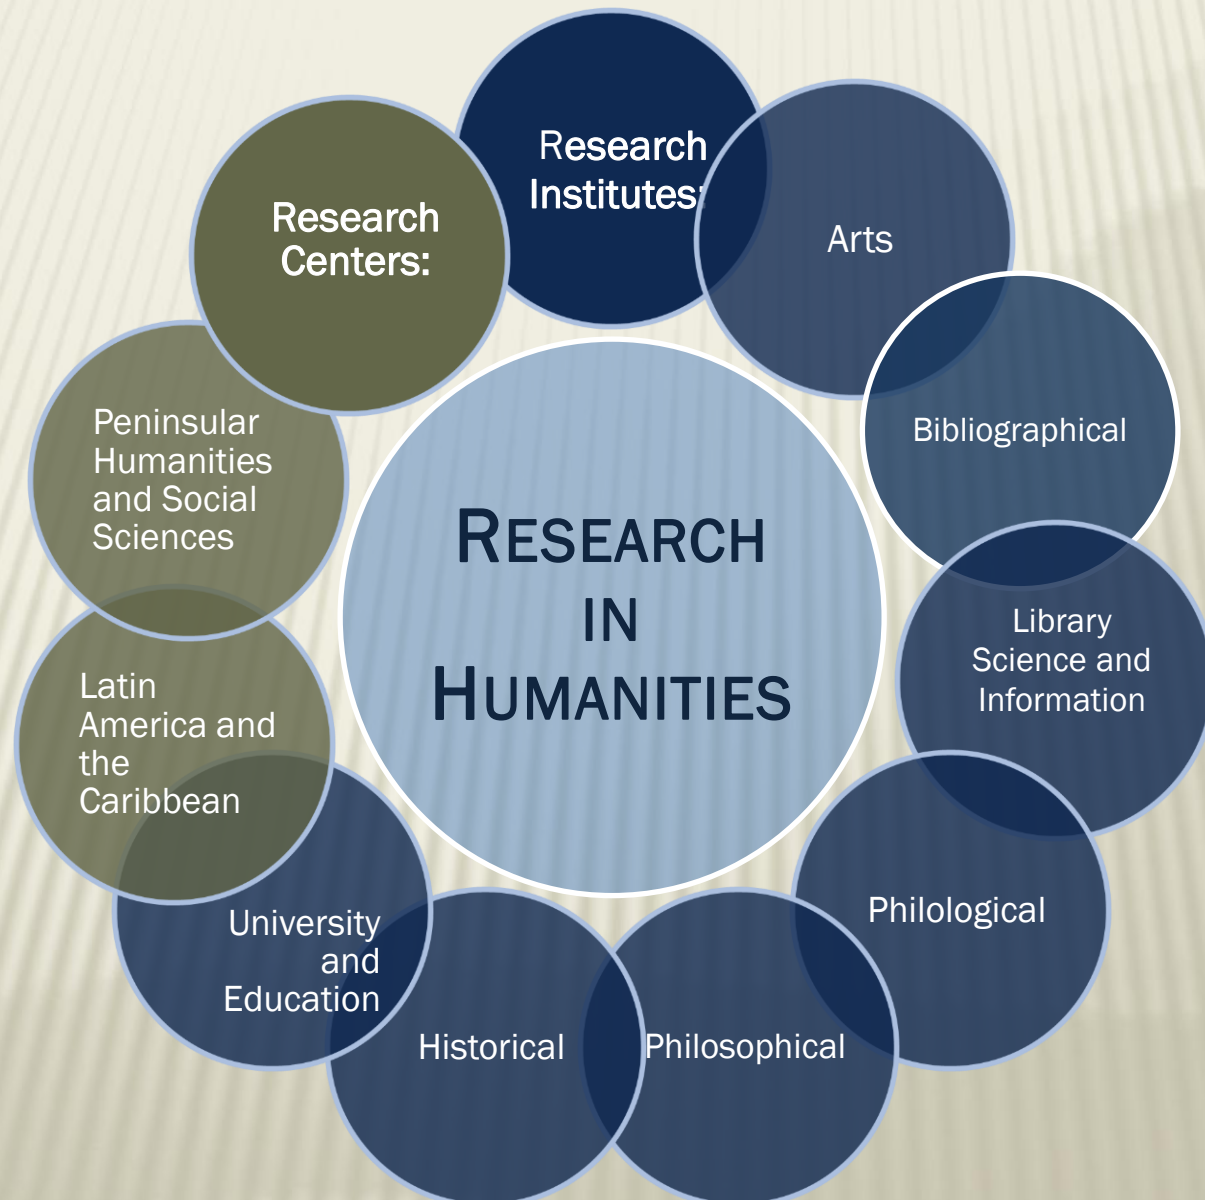 Research
Institutes:
Arts
Bibliographical
Library
Science and
Information
Philological
Philosophical
Historical
University
and
Education
Latin
America and
the
Caribbean
Peninsular
Humanities
and Social
Sciences
Research
Centers:
RESEARCH
IN
HUMANITIES